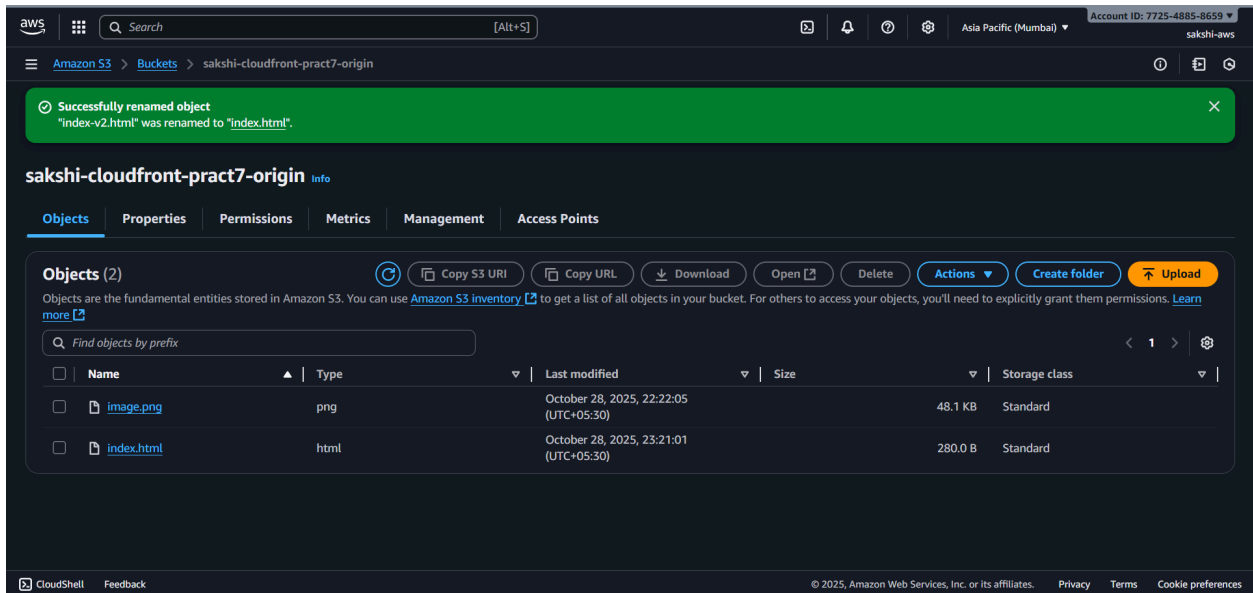 aws
Search
[Alt+S]
Asia Pacific (Mumbai)
Account ID: 7725-4885-8659
sakshi-aws
Amazon S3 > Buckets > sakshi-cloudfront-pract7-origin
Successfully renamed object
"index-v2.html" was renamed to "index.html".
sakshi-cloudfront-pract7-origin Info
Objects Properties Permissions Metrics Management Access Points
Objects (2)
Copy S3 URI Copy URL Download Open Delete Actions Create folder Upload
Objects are the fundamental entities stored in Amazon S3. You can use Amazon S3 inventory to get a list of all objects in your bucket. For others to access your objects, you'll need to explicitly grant them permissions. Learn
more
Find objects by prefix
< 1 >
Name Type Last modified Size Storage class
image.png png October 28, 2025, 22:22:05 48.1 KB Standard
(UTC+05:30)
index.html html October 28, 2025, 23:21:01 280.0 B Standard
(UTC+05:30)
CloudShell Feedback © 2025, Amazon Web Services, Inc. or its affiliates. Privacy Terms Cookie preferences